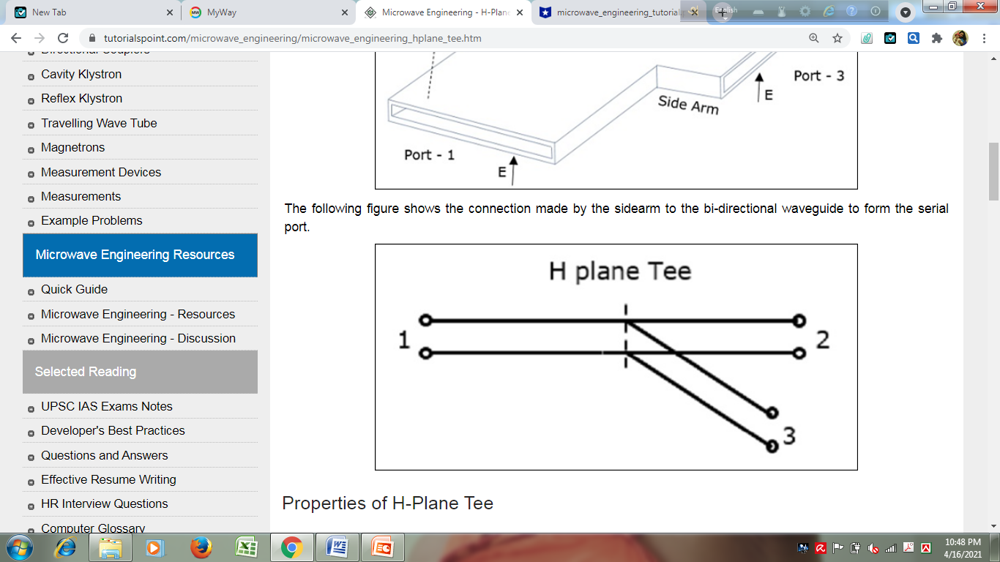 New Tab
MyWay
Microwave Engineering - H-Plan
microwave_engineering_tutorial
English
tutorialspoint.com/microwave_engineering/microwave_engineering_hplane_tee.htm
Directional Couplers
Cavity Klystron
Reflex Klystron
Travelling Wave Tube
Magnetrons
Measurement Devices
Measurements
Example Problems
Microwave Engineering Resources
Quick Guide
Microwave Engineering - Resources
Microwave Engineering - Discussion
Selected Reading
UPSC IAS Exams Notes
Developer's Best Practices
Questions and Answers
Effective Resume Writing
HR Interview Questions
Computer Glossary
Port - 3
E
Side Arm
Port - 1
E
The following figure shows the connection made by the sidearm to the bi-directional waveguide to form the serial
port.
H plane Tee
1
2
3
Properties of H-Plane Tee
10:48 PM
4/16/2021